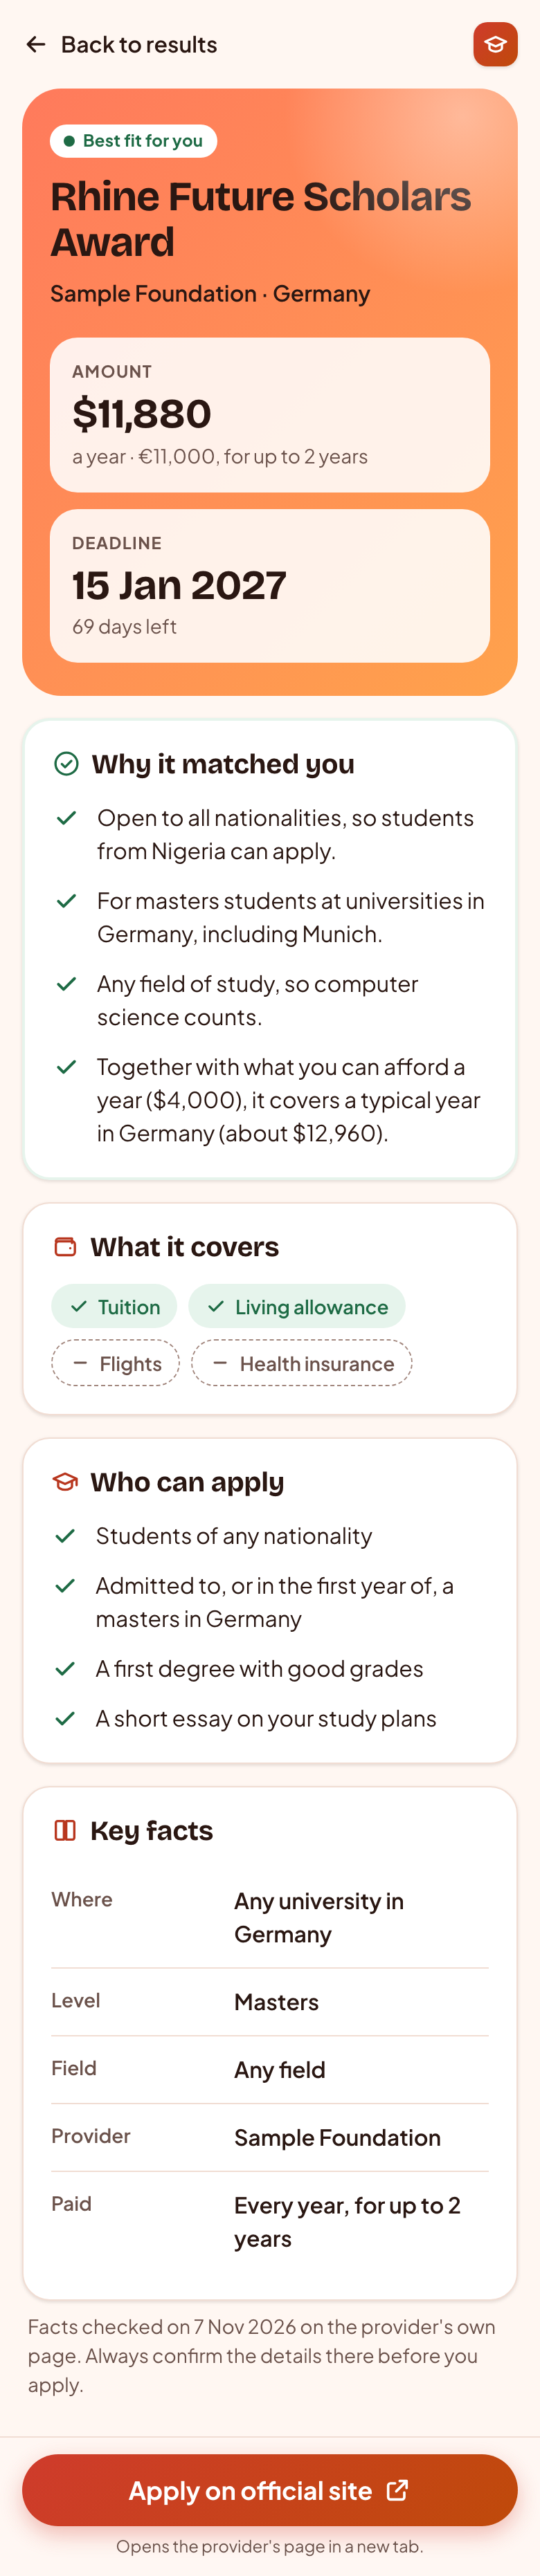 Back to results
Best fit for you
Rhine Future Scholars
Award
Sample Foundation · Germany
AMOUNT
$11,880
a year · €11,000, for up to 2 years
DEADLINE
15 Jan 2027
69 days left
Why it matched you
Open to all nationalities, so students
from Nigeria can apply.
For masters students at universities in
Germany, including Munich.
Any field of study, so computer
science counts.
Together with what you can afford a
year ($4,000), it covers a typical year
in Germany (about $12,960).
What it covers
Tuition
Living allowance
Flights
Health insurance
Who can apply
Students of any nationality
Admitted to, or in the first year of, a
masters in Germany
A first degree with good grades
A short essay on your study plans
Key facts
Where
Any university in
Germany
Level
Masters
Field
Any field
Provider
Sample Foundation
Paid
Every year, for up to 2
years
Facts checked on 7 Nov 2026 on the provider's own
page. Always confirm the details there before you
apply.
Apply on official site
Opens the provider's page in a new tab.